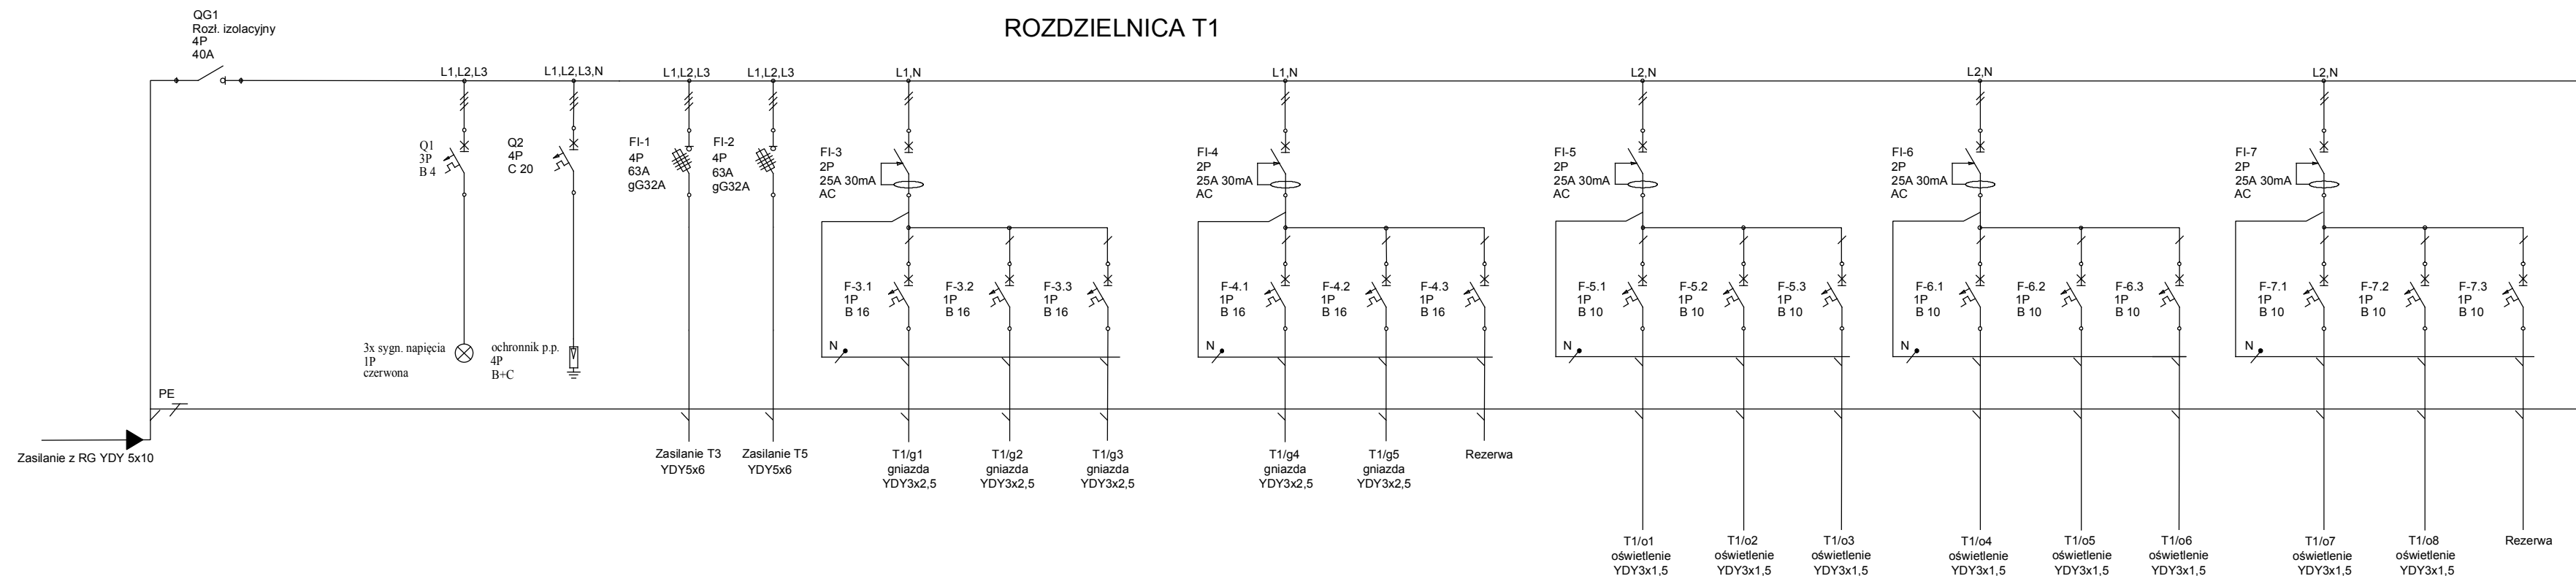 ROZDZIELNICA T1
QG1
Rozł. izolacyjny
4P
40A
L1,L2,L3
L1,L2,L3,N
L1,L2,L3
L1,L2,L3
L1,N
L1,N
L2,N
L2,N
L2,N
Q1
3P
B 4
Q2
4P
C 20
FI-1
4P
63A
gG32A
FI-2
4P
63A
gG32A
FI-3
2P
25A 30mA
AC
FI-4
2P
25A 30mA
AC
FI-5
2P
25A 30mA
AC
FI-6
2P
25A 30mA
AC
FI-7
2P
25A 30mA
AC
F-3.1
1P
B 16
F-3.2
1P
B 16
F-3.3
1P
B 16
F-4.1
1P
B 16
F-4.2
1P
B 16
F-4.3
1P
B 16
F-5.1
1P
B 10
F-5.2
1P
B 10
F-5.3
1P
B 10
F-6.1
1P
B 10
F-6.2
1P
B 10
F-6.3
1P
B 10
F-7.1
1P
B 10
F-7.2
1P
B 10
F-7.3
1P
B 10
3x sygn. napięcia
1P
czerwona
ochronnik p.p.
4P
B+C
N
N
N
N
N
PE
Zasilanie z RG YDY 5x10
Zasilanie T3
YDY5x6
Zasilanie T5
YDY5x6
T1/g1
gniazda
YDY3x2,5
T1/g2
gniazda
YDY3x2,5
T1/g3
gniazda
YDY3x2,5
T1/g4
gniazda
YDY3x2,5
T1/g5
gniazda
YDY3x2,5
Rezerwa
T1/o1
oświetlenie
YDY3x1,5
T1/o2
oświetlenie
YDY3x1,5
T1/o3
oświetlenie
YDY3x1,5
T1/o4
oświetlenie
YDY3x1,5
T1/o5
oświetlenie
YDY3x1,5
T1/o6
oświetlenie
YDY3x1,5
T1/o7
oświetlenie
YDY3x1,5
T1/o8
oświetlenie
YDY3x1,5
Rezerwa